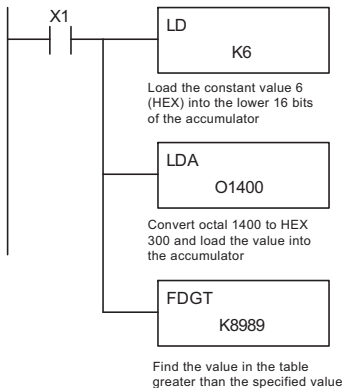 X1
LD
K6
Load the constant value 6
(HEX) into the lower 16 bits
of the accumulator
LDA
O1400
Convert octal 1400 to HEX
300 and load the value into
the accumulator
FDGT
K8989
Find the value in the table
greater than the specified value